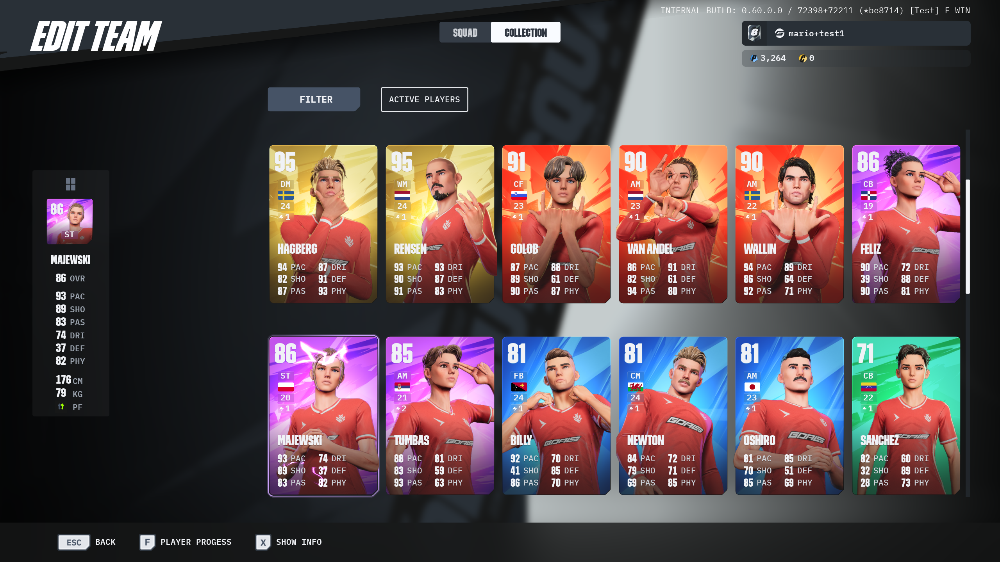 INTERNAL BUILD: 0.60.0.0 / 72398+72211 (*be8714) [Test] E WIN
EDIT TEAM
SQUAD COLLECTION
6 mario+test1
3,264 0
FILTER ACTIVE PLAYERS
86
ST
MAJEWSKI
86 OVR
93 PAC
89 SHO
83 PAS
74 DRI
37 DEF
82 PHY
176 CM
79 KG
PF
95
DM
24
1
HAGBERG
94 PAC 87 DRI
82 SHO 91 DEF
87 PAS 93 PHY
95
WM
24
1
RENSEN
93 PAC 93 DRI
90 SHO 87 DEF
91 PAS 83 PHY
91
CF
23
1
GOLOB
87 PAC 88 DRI
89 SHO 61 DEF
90 PAS 87 PHY
90
AM
23
1
VAN ANDEL
GOALS
86 PAC 91 DRI
82 SHO 61 DEF
94 PAS 80 PHY
90
AM
22
1
WALLIN
94 PAC 89 DRI
86 SHO 64 DEF
92 PAS 71 PHY
86
CB
19
1
FELIZ
GOALS
90 PAC 72 DRI
39 SHO 88 DEF
90 PAS 81 PHY
86
ST
20
1
MAJEWSKI
93 PAC 74 DRI
89 SHO 37 DEF
83 PAS 82 PHY
85
AM
21
2
TUMBAS
GOALS
88 PAC 81 DRI
83 SHO 59 DEF
93 PAS 63 PHY
81
FB
24
1
BILLY
GOALS
92 PAC 70 DRI
41 SHO 85 DEF
86 PAS 70 PHY
81
CM
24
1
GOALS
NEWTON
84 PAC 72 DRI
79 SHO 71 DEF
69 PAS 85 PHY
81
AM
23
1
OSHIRO
GOALS
81 PAC 85 DRI
70 SHO 51 DEF
85 PAS 69 PHY
71
CB
22
1
SANCHEZ
GOALS
82 PAC 60 DRI
32 SHO 89 DEF
28 PAS 73 PHY
ESC BACK F PLAYER PROGESS X SHOW INFO